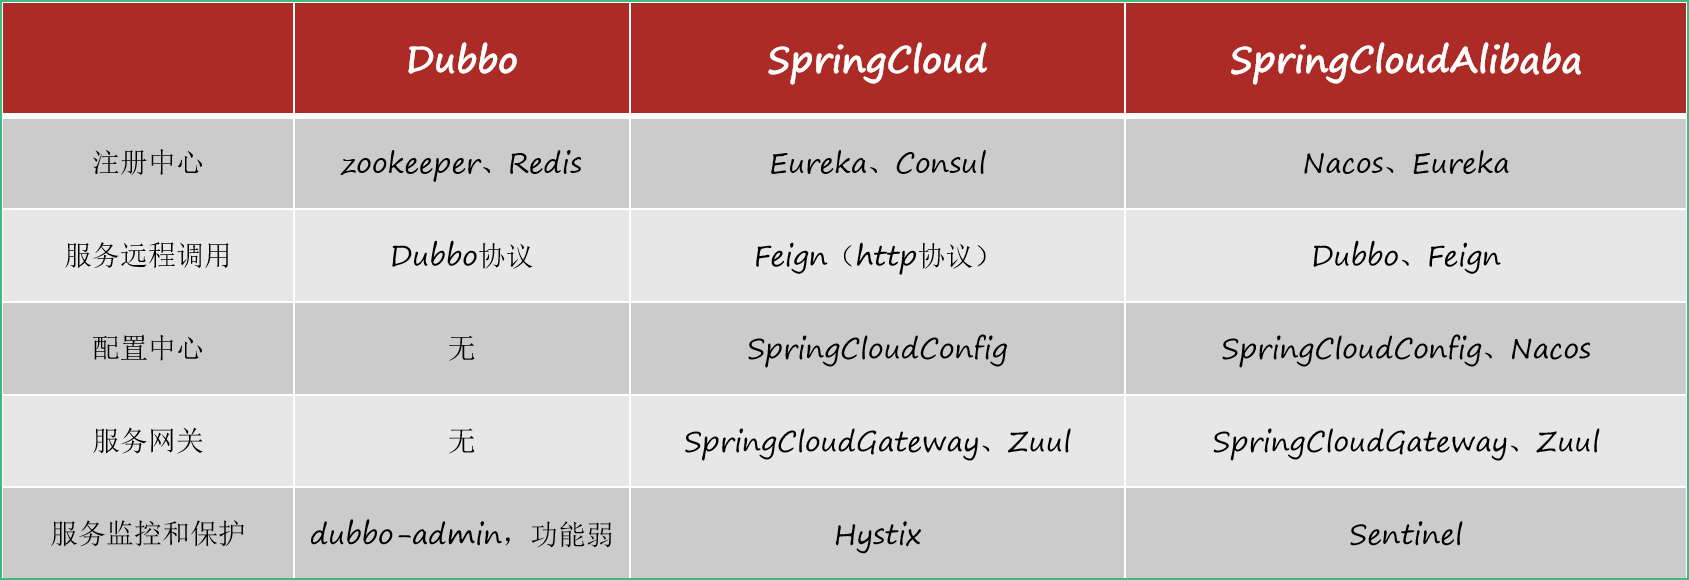 Dubbo SpringCloud SpringCloudAlibaba
注册中心 zookeeper、Redis Eureka、Consul Nacos、Eureka
服务远程调用 Dubbo协议 Feign（http协议） Dubbo、Feign
配置中心 无 SpringCloudConfig SpringCloudConfig、Nacos
服务网关 无 SpringCloudGateway、Zuul SpringCloudGateway、Zuul
服务监控和保护 dubbo-admin，功能弱 Hystix Sentinel